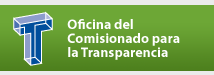 Oficina del
Comisionado para
la Transparencia